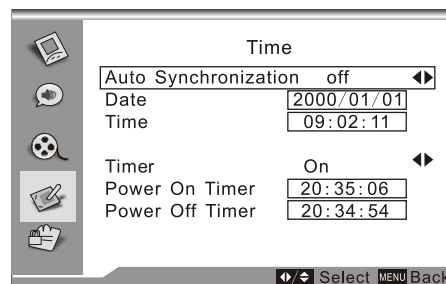 Time
Auto Synchronization off
Date 2000/01/01
Time 09:02:11
Timer On
Power On Timer 20:35:06
Power Off Timer 20:34:54
Select MENU Back